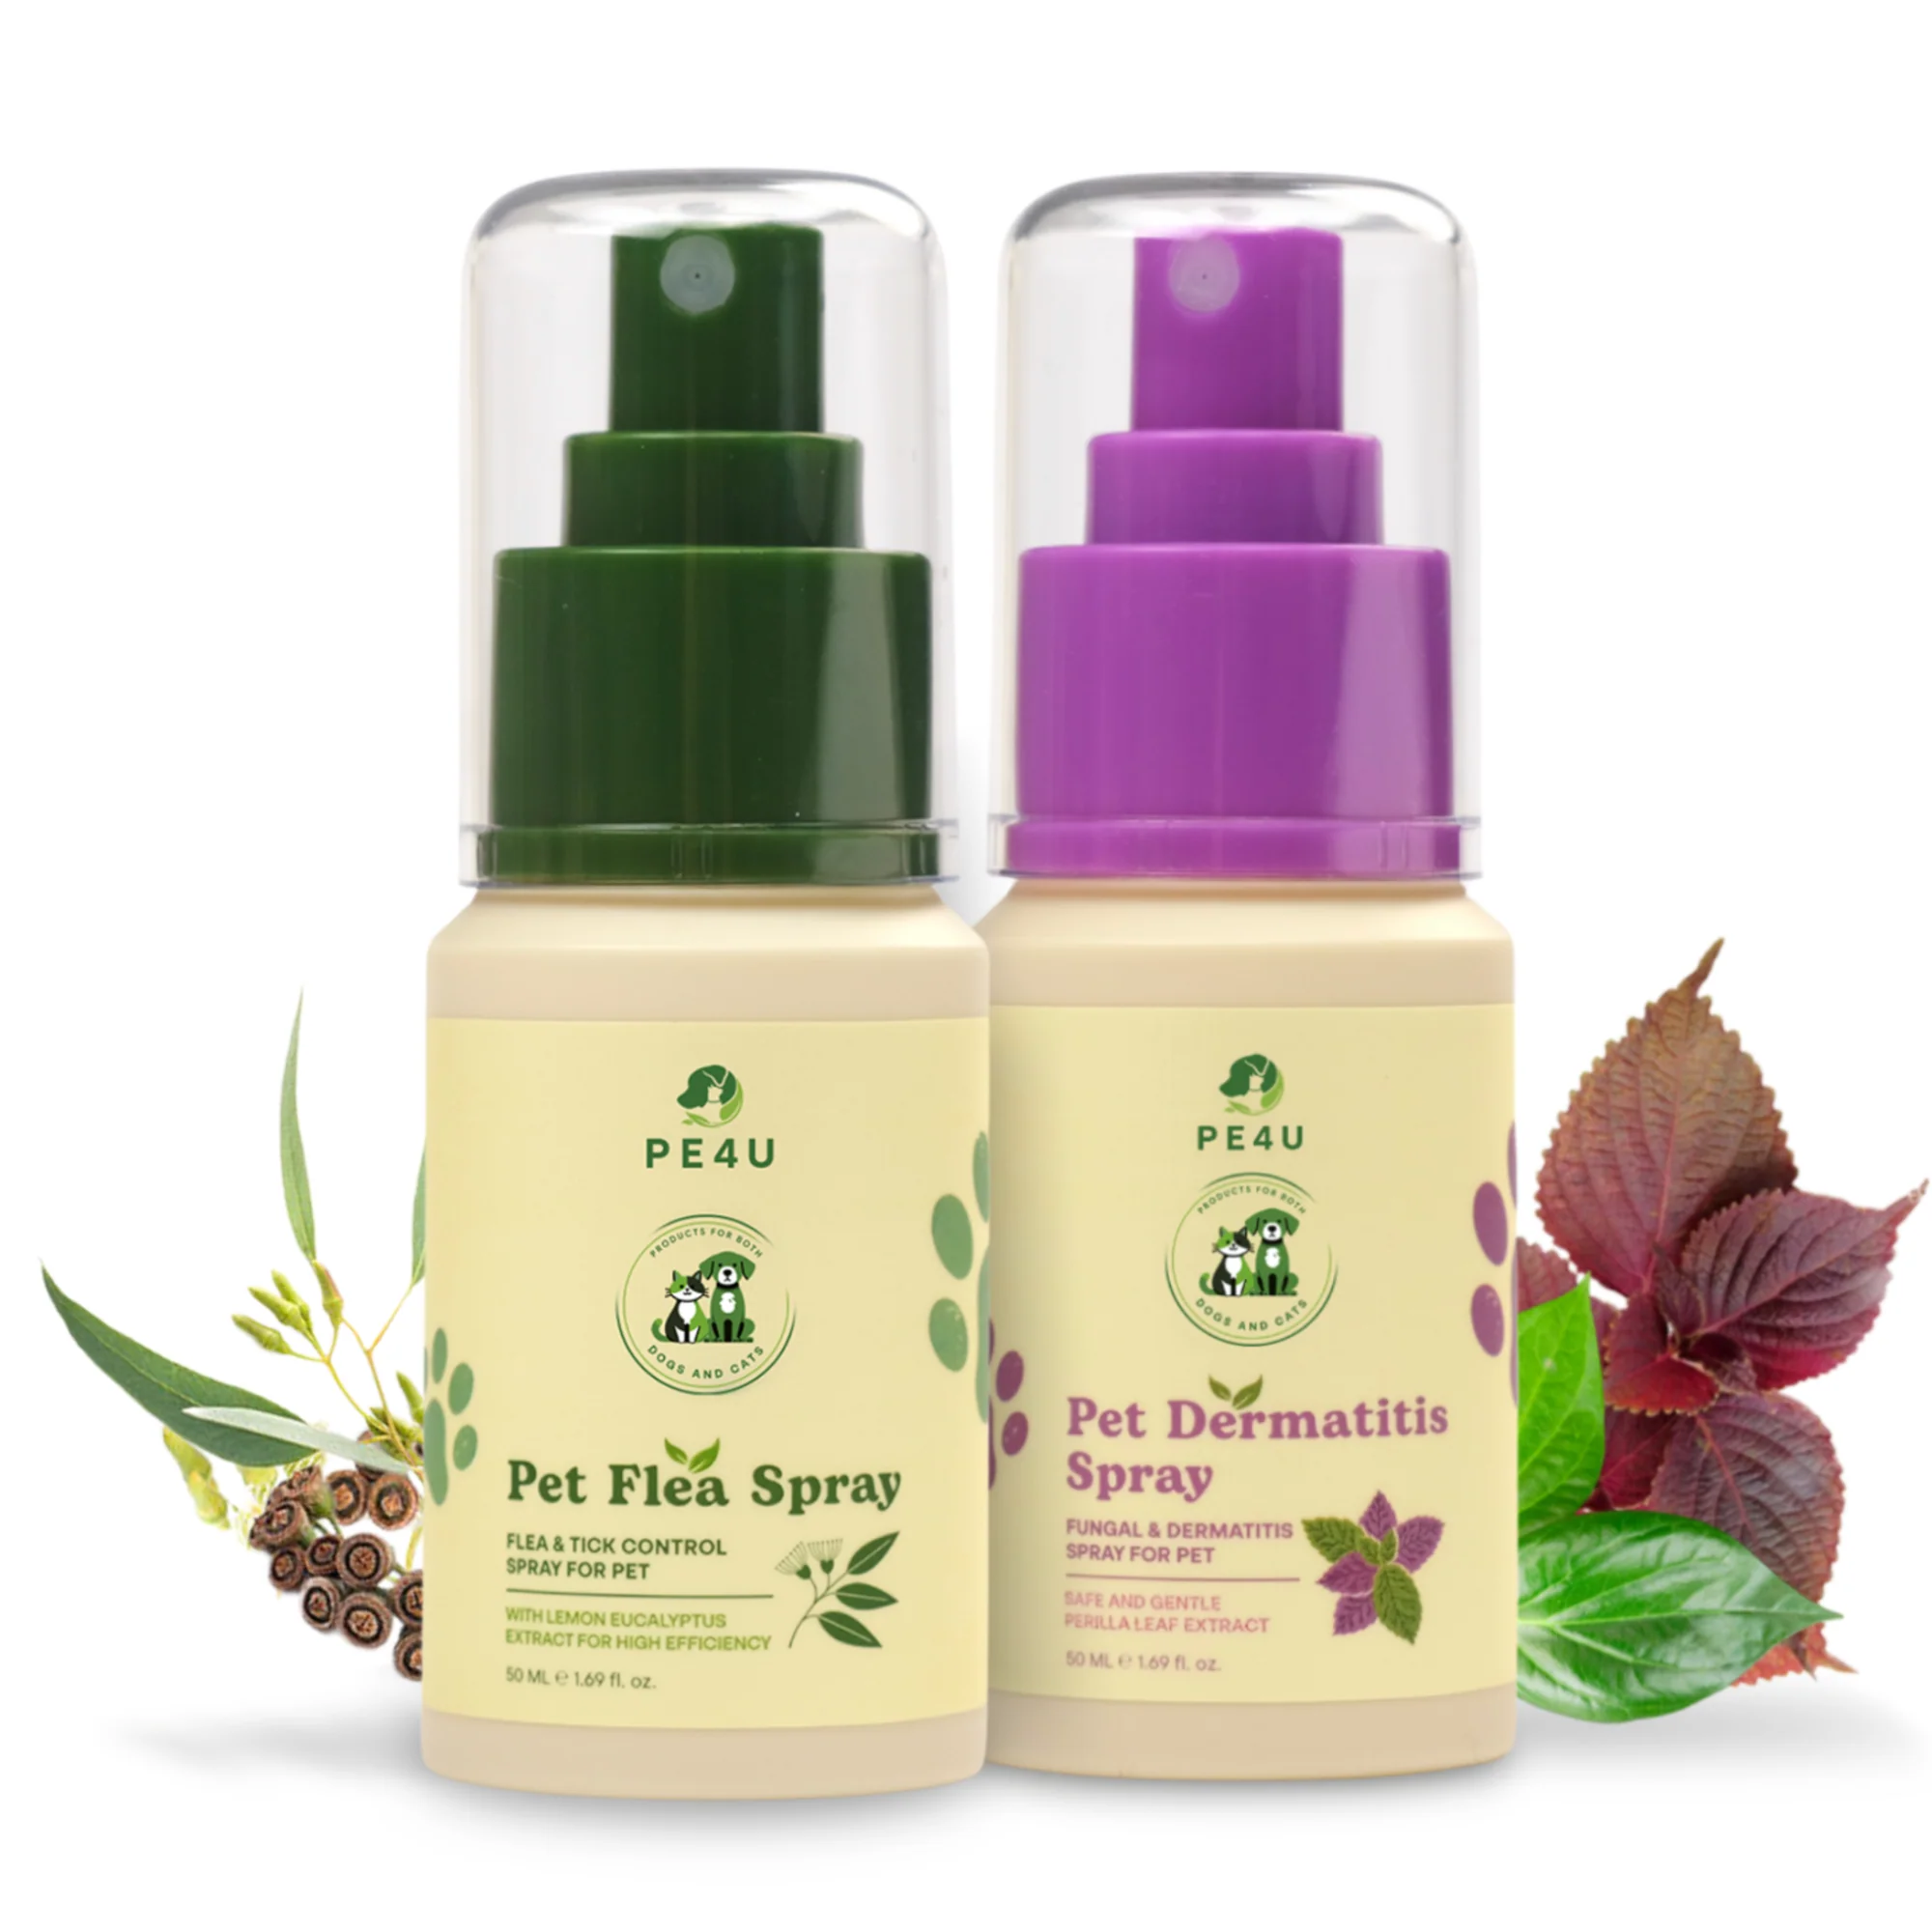 PE4U
PRODUCTS FOR BOTH
DOGS AND CATS
Pet Flea Spray
FLEA & TICK CONTROL
SPRAY FOR PET
WITH LEMON EUCALYPTUS
EXTRACT FOR HIGH EFFICIENCY
50 ML ℮ 1.69 fl. oz.
PE4U
PRODUCTS FOR BOTH
DOGS AND CATS
Pet Dermatitis
Spray
FUNGAL & DERMATITIS
SPRAY FOR PET
SAFE AND GENTLE
PERILLA LEAF EXTRACT
50 ML ℮ 1.69 fl. oz.